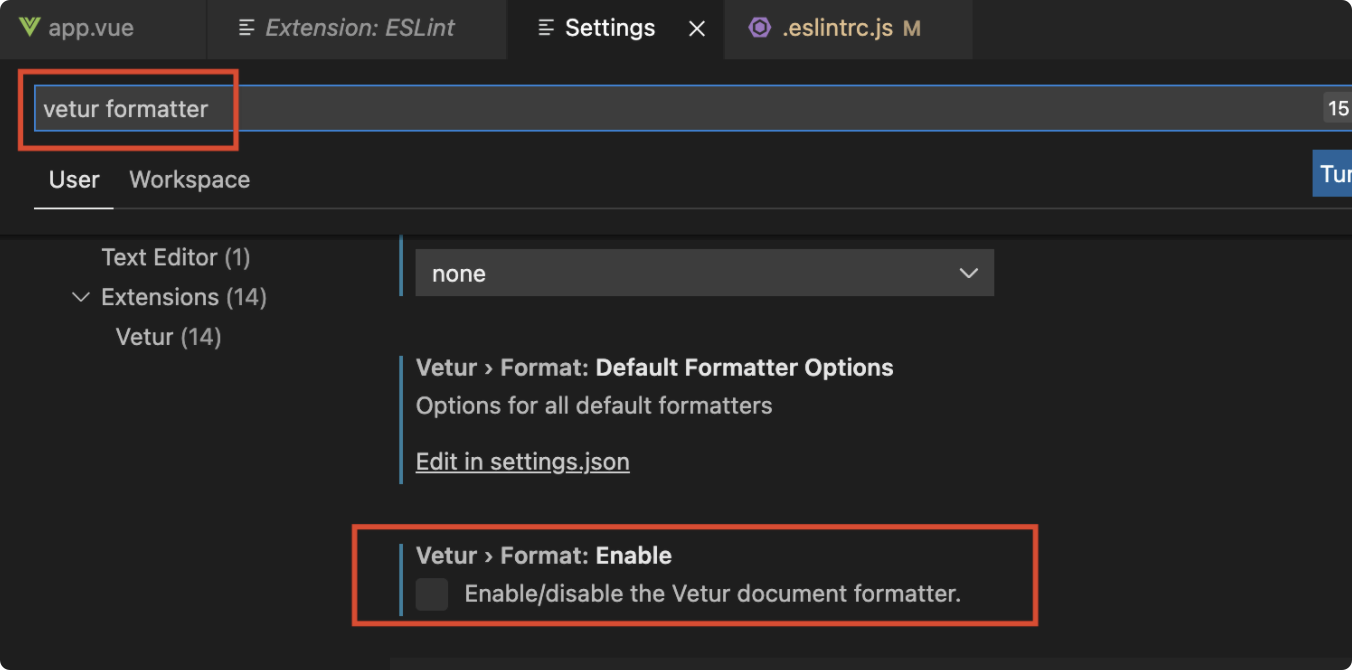 app.vue
Extension: ESLint
Settings
.eslintrc.js M
vetur formatter
15
User
Workspace
Tur
Text Editor (1)
none
Extensions (14)
Vetur (14)
Vetur › Format: Default Formatter Options
Options for all default formatters
Edit in settings.json
Vetur › Format: Enable
Enable/disable the Vetur document formatter.